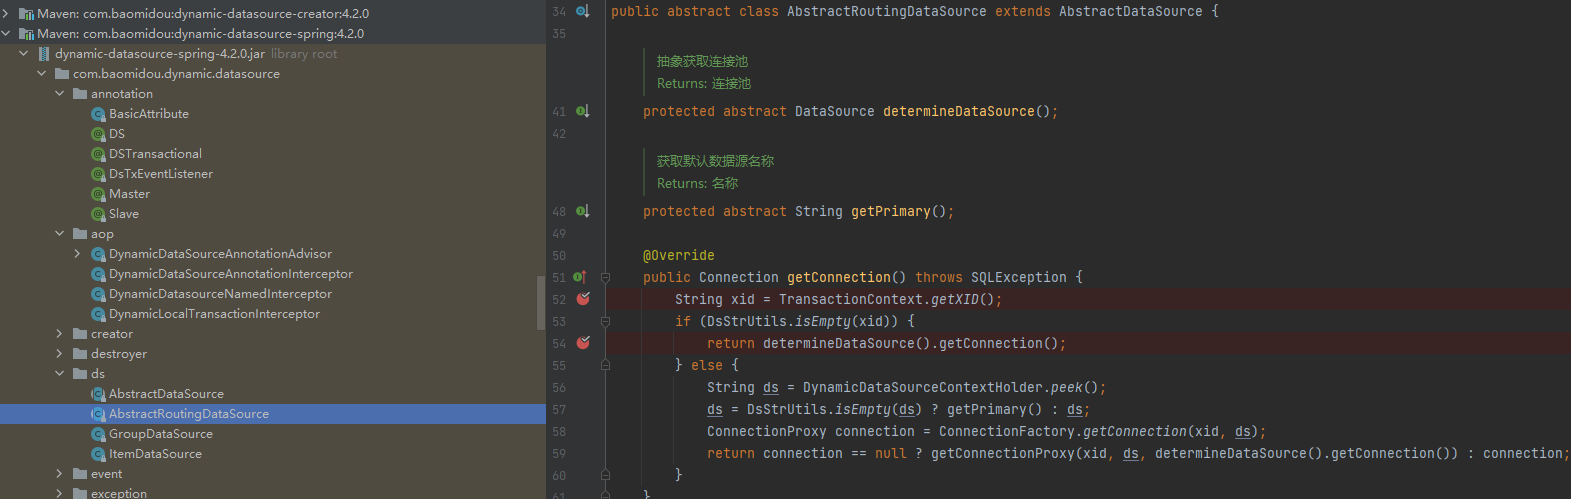 Maven: com.baomidou:dynamic-datasource-creator:4.2.0
Maven: com.baomidou:dynamic-datasource-spring:4.2.0
dynamic-datasource-spring-4.2.0.jar library root
com.baomidou.dynamic.datasource
annotation
BasicAttribute
DS
DSTransactional
DsTxEventListener
Master
Slave
aop
DynamicDataSourceAnnotationAdvisor
DynamicDataSourceAnnotationInterceptor
DynamicDatasourceNamedInterceptor
DynamicLocalTransactionInterceptor
creator
destroyer
ds
AbstractDataSource
AbstractRoutingDataSource
GroupDataSource
ItemDataSource
event
exception
34 public abstract class AbstractRoutingDataSource extends AbstractDataSource {
35
抽象获取连接池
Returns: 连接池
41 protected abstract DataSource determineDataSource();
42
获取默认数据源名称
Returns: 名称
48 protected abstract String getPrimary();
49
50 @Override
51 public Connection getConnection() throws SQLException {
52 String xid = TransactionContext.getXID();
53 if (DsStrUtils.isEmpty(xid)) {
54 return determineDataSource().getConnection();
55 } else {
56 String ds = DynamicDataSourceContextHolder.peek();
57 ds = DsStrUtils.isEmpty(ds) ? getPrimary() : ds;
58 ConnectionProxy connection = ConnectionFactory.getConnection(xid, ds);
59 return connection == null ? getConnectionProxy(xid, ds, determineDataSource().getConnection()) : connection;
60 }
61 }